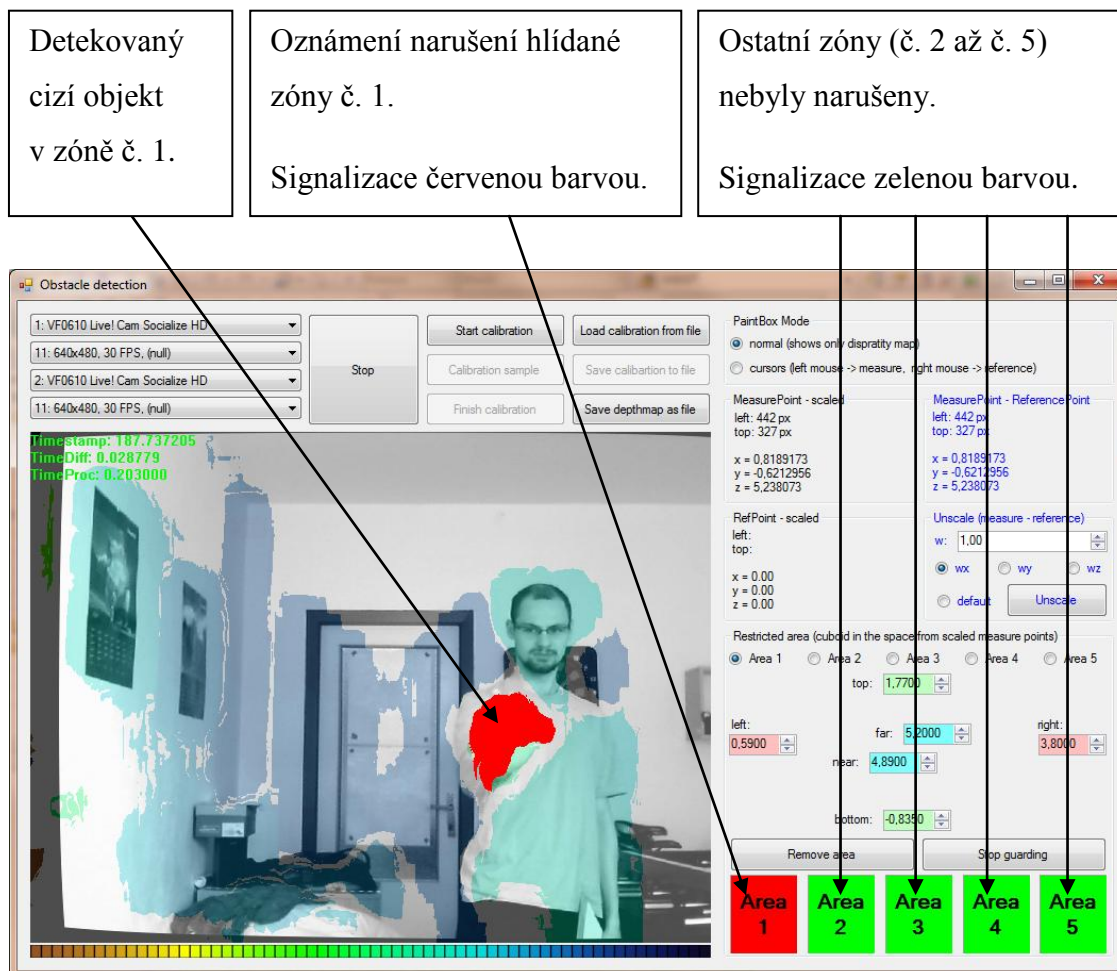 Detekovaný
cizí objekt
v zóně č. 1.
Oznámení narušení hlídané
zóny č. 1.
Signalizace červenou barvou.
Ostatní zóny (č. 2 až č. 5)
nebyly narušeny.
Signalizace zelenou barvou.
Obstacle detection
1: VF0610 Live! Cam Socialize HD
11: 640x480, 30 FPS, (null)
2: VF0610 Live! Cam Socialize HD
11: 640x480, 30 FPS, (null)
Stop
Start calibration
Load calibration from file
Calibration sample
Save calibartion to file
Finish calibration
Save depthmap as file
Timestamp: 187.737205
TimeDiff: 0.028779
TimeProc: 0.203000
PaintBox Mode
normal (shows only dispratity map)
cursors (left mouse -> measure, right mouse -> reference)
MeasurePoint - scaled
left: 442 px
top: 327 px
x = 0,8189173
y = -0,6212956
z = 5,238073
MeasurePoint - ReferencePoint
left: 442 px
top: 327 px
x = 0,8189173
y = -0,6212956
z = 5,238073
RefPoint - scaled
left:
top:
x = 0.00
y = 0.00
z = 0.00
Unscale (measure - reference)
w: 1,00
wx wy wz
default Unscale
Restricted area (cuboid in the space from scaled measure points)
Area 1 Area 2 Area 3 Area 4 Area 5
top: 1,7700
left:
0,5900
far: 5,2000
near: 4,8900
right:
3,8000
bottom: -0,8350
Remove area Stop guarding
Area
1
Area
2
Area
3
Area
4
Area
5